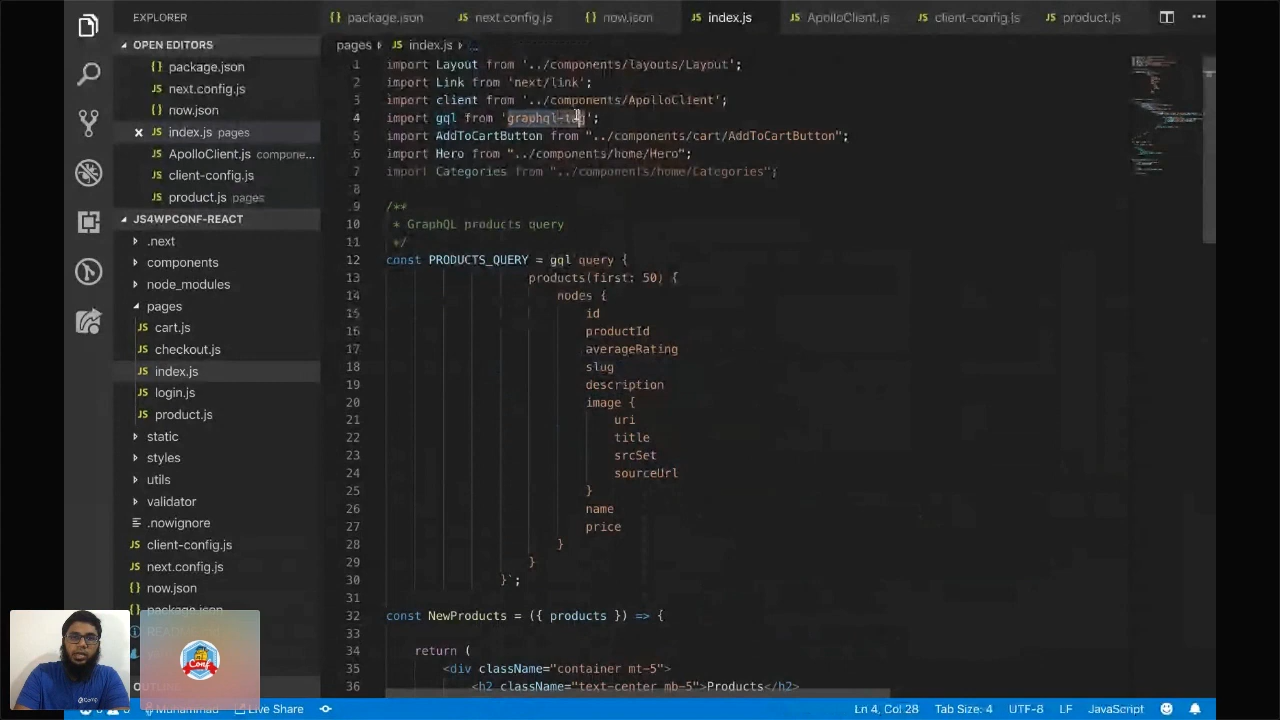 EXPLORER
OPEN EDITORS
package.json
next.config.js
now.json
index.js pages
ApolloClient.js compone...
client-config.js
product.js pages
JS4WPCONF-REACT
.next
components
node_modules
pages
cart.js
checkout.js
index.js
login.js
product.js
static
styles
utils
validator
.nowignore
client-config.js
next.config.js
now.json
package.json
package.json
next.config.js
now.json
index.js
ApolloClient.js
client-config.js
product.js
pages
index.js
...
1 import Layout from '../components/layouts/Layout';
2 import Link from 'next/link';
3 import client from '../components/ApolloClient';
4 import gql from 'graphql-tag';
5 import AddToCartButton from "../components/cart/AddToCartButton";
6 import Hero from "../components/home/Hero";
7 import Categories from "../components/home/Categories";
8
9 /**
10 * GraphQL products query
11 */
12 const PRODUCTS_QUERY = gql`query {
13 products(first: 50) {
14 nodes {
15 id
16 productId
17 averageRating
18 slug
19 description
20 image {
21 uri
22 title
23 srcSet
24 sourceUrl
25 }
26 name
27 price
28 }
29 }
30 }`;
31
32 const NewProducts = ({ products }) => {
33
34 return (
35 <div className="container mt-5">
36 <h2 className="text-center mb-5">Products</h2>
Conf
Muhammad
Live Share
Ln 4, Col 28
Tab Size: 4
UTF-8
LF
JavaScript